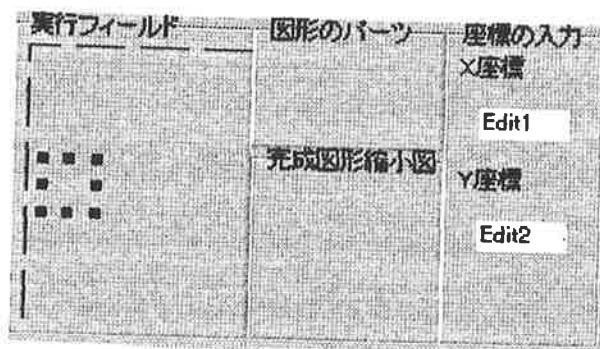 実行フィールド
図形のパーツ
座標の入力
X座標
Edit1
完成図形縮小図
Y座標
Edit2